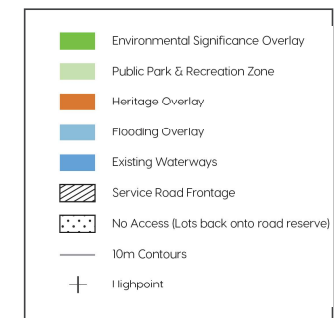 Environmental Significance Overlay
Public Park & Recreation Zone
Heritage Overlay
Flooding Overlay
Existing Waterways
Service Road Frontage
No Access (Lots back onto road reserve)
10m Contours
Highpoint